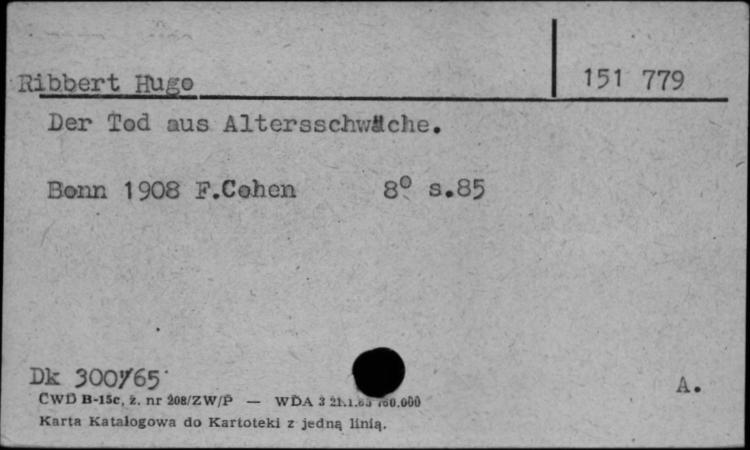 Ribbert Hugo 151 779
Der Tod aus Altersschwäche.
Bonn 1908 F.Cohen 8° s.85
Dk 3007/65 A.
CWD B-15c, ż. nr 208/ZW/P — WDA 3
Karta Katalogowa do Kartoteki z jedną linią.